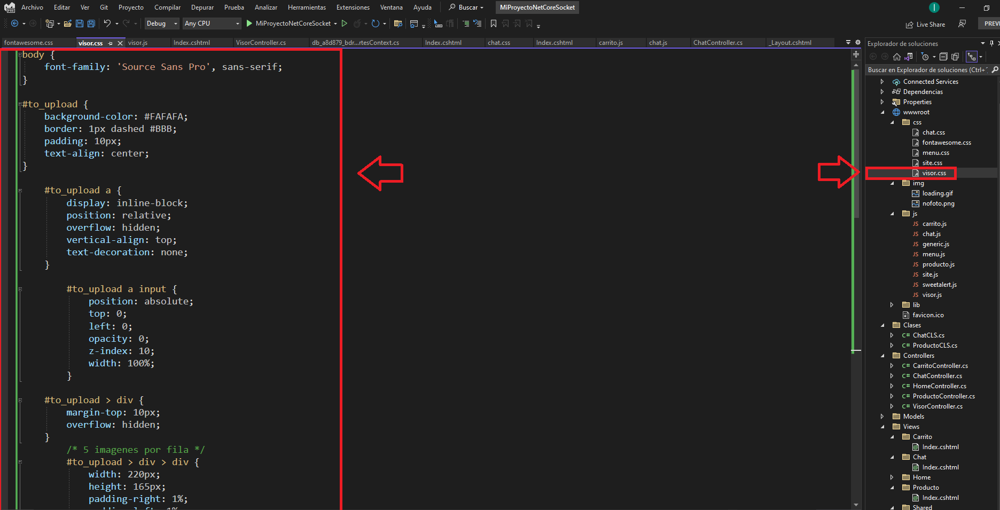 Archivo Editar Ver Git Proyecto Compilar Depurar Prueba Analizar Herramientas Extensiones Ventana Ayuda Buscar MiProyectoNetCoreSocket I
PRE
Debug Any CPU MiProyectoNetCoreSocket Live Share PREVI
fontawesome.css visor.css visor.js Index.cshtml VisorController.cs db_a8d879_bdr...rtesContext.cs Index.cshtml chat.css Index.cshtml carrito.js chat.js ChatController.cs _Layout.cshtml
body {
font-family: 'Source Sans Pro', sans-serif;
}
#to_upload {
background-color: #FAFAFA;
border: 1px dashed #BBB;
padding: 10px;
text-align: center;
}
#to_upload a {
display: inline-block;
position: relative;
overflow: hidden;
vertical-align: top;
text-decoration: none;
}
#to_upload a input {
position: absolute;
top: 0;
left: 0;
opacity: 0;
z-index: 10;
width: 100%;
}
#to_upload > div {
margin-top: 10px;
overflow: hidden;
}
/* 5 imagenes por fila */
#to_upload > div > div {
width: 220px;
height: 165px;
padding-right: 1%;
Explorador de soluciones
Buscar en Explorador de soluciones (Ctrl+
Connected Services
Dependencias
Properties
wwwroot
css
chat.css
fontawesome.css
menu.css
site.css
visor.css
img
loading.gif
nofoto.png
js
JS carrito.js
JS chat.js
JS generic.js
JS menu.js
JS producto.js
JS site.js
JS sweetalert.js
JS visor.js
lib
favicon.ico
Clases
C# ChatCLS.cs
C# ProductoCLS.cs
Controllers
C# CarritoController.cs
C# ChatController.cs
C# HomeController.cs
C# ProductoController.cs
C# VisorController.cs
Models
Views
Carrito
Index.cshtml
Chat
Index.cshtml
Home
Producto
Index.cshtml
Shared